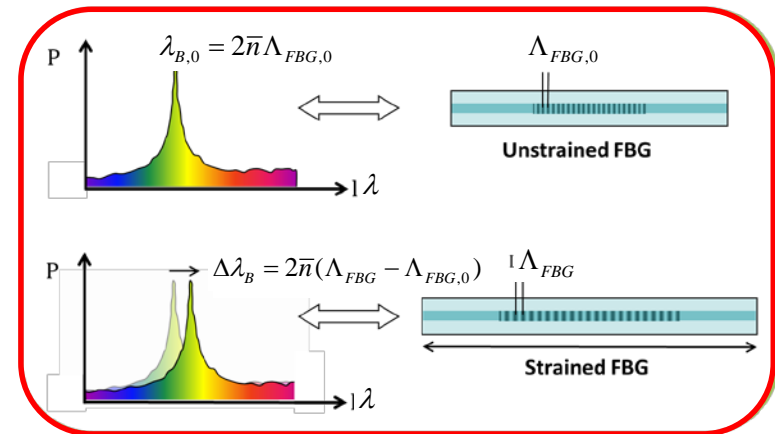 P
λ_{B,0} = 2n̄Λ_{FBG,0}
Λ_{FBG,0}
Unstrained FBG
λ
P
Δλ_B = 2n̄(Λ_{FBG} − Λ_{FBG,0})
Λ_{FBG}
Strained FBG
λ